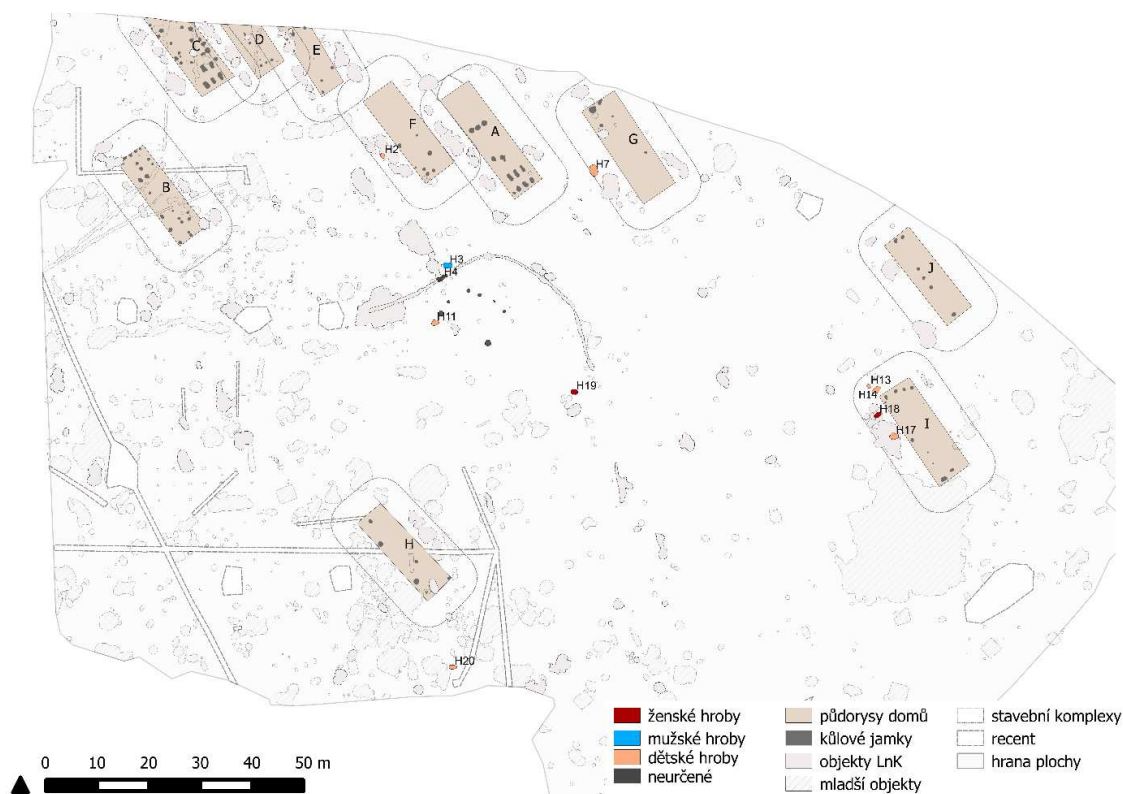 C
D
E
F
A
G
B
H2
H7
H3
H4
J
H11
H19
H13
H14
H18
I
H17
H
H20
ženské hroby
mužské hroby
dětské hroby
neurčené
půdorysy domů
kůlové jamky
objekty LnK
mladší objekty
stavební komplexy
recent
hrana plochy
0 10 20 30 40 50 m